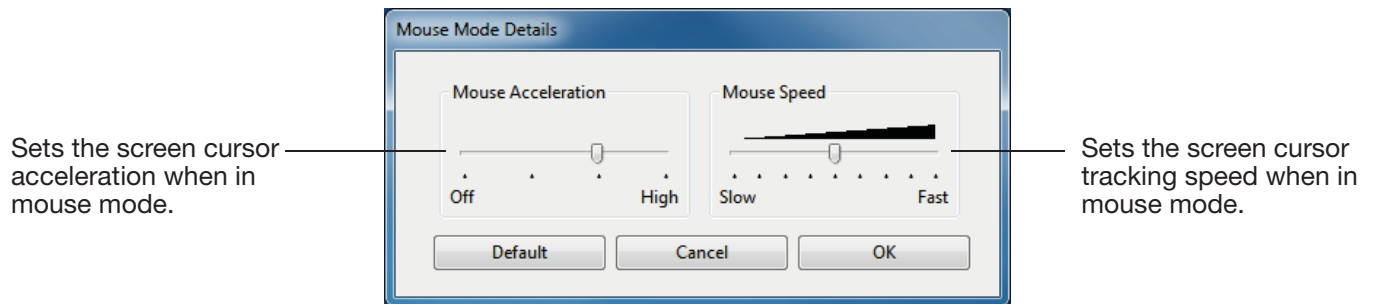 Mouse Mode Details
Mouse Acceleration
Mouse Speed
Sets the screen cursor
acceleration when in
mouse mode.
Off
High
Slow
Fast
Sets the screen cursor
tracking speed when in
mouse mode.
Default
Cancel
OK